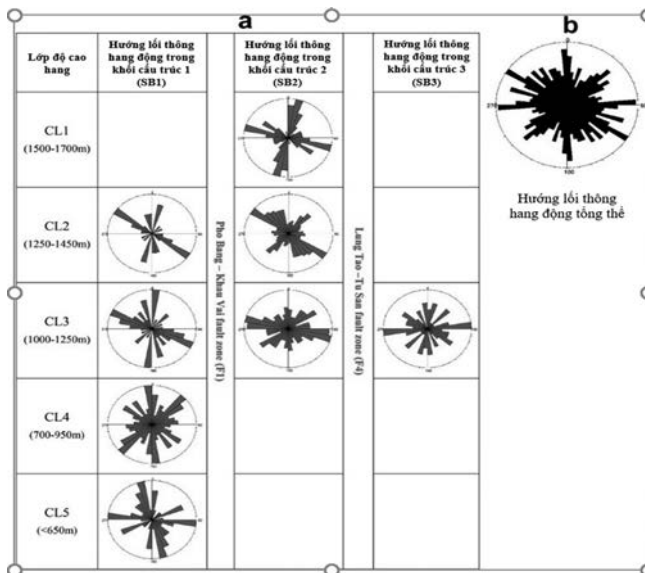 a
b
Lớp độ cao
hang
Hướng lối thông
hang động trong
khối cấu trúc 1
(SB1)
Hướng lối thông
hang động trong
khối cấu trúc 2
(SB2)
Hướng lối thông
hang động trong
khối cấu trúc 3
(SB3)
CL1
(1500-1700m)
CL2
(1250-1450m)
CL3
(1000-1250m)
CL4
(700-950m)
CL5
(<650m)
Pho Bang – Khau Vai fault zone (F1)
Lung Tao – Tu San fault zone (F4)
0
270
180
Hướng lối thông
hang động tổng thể